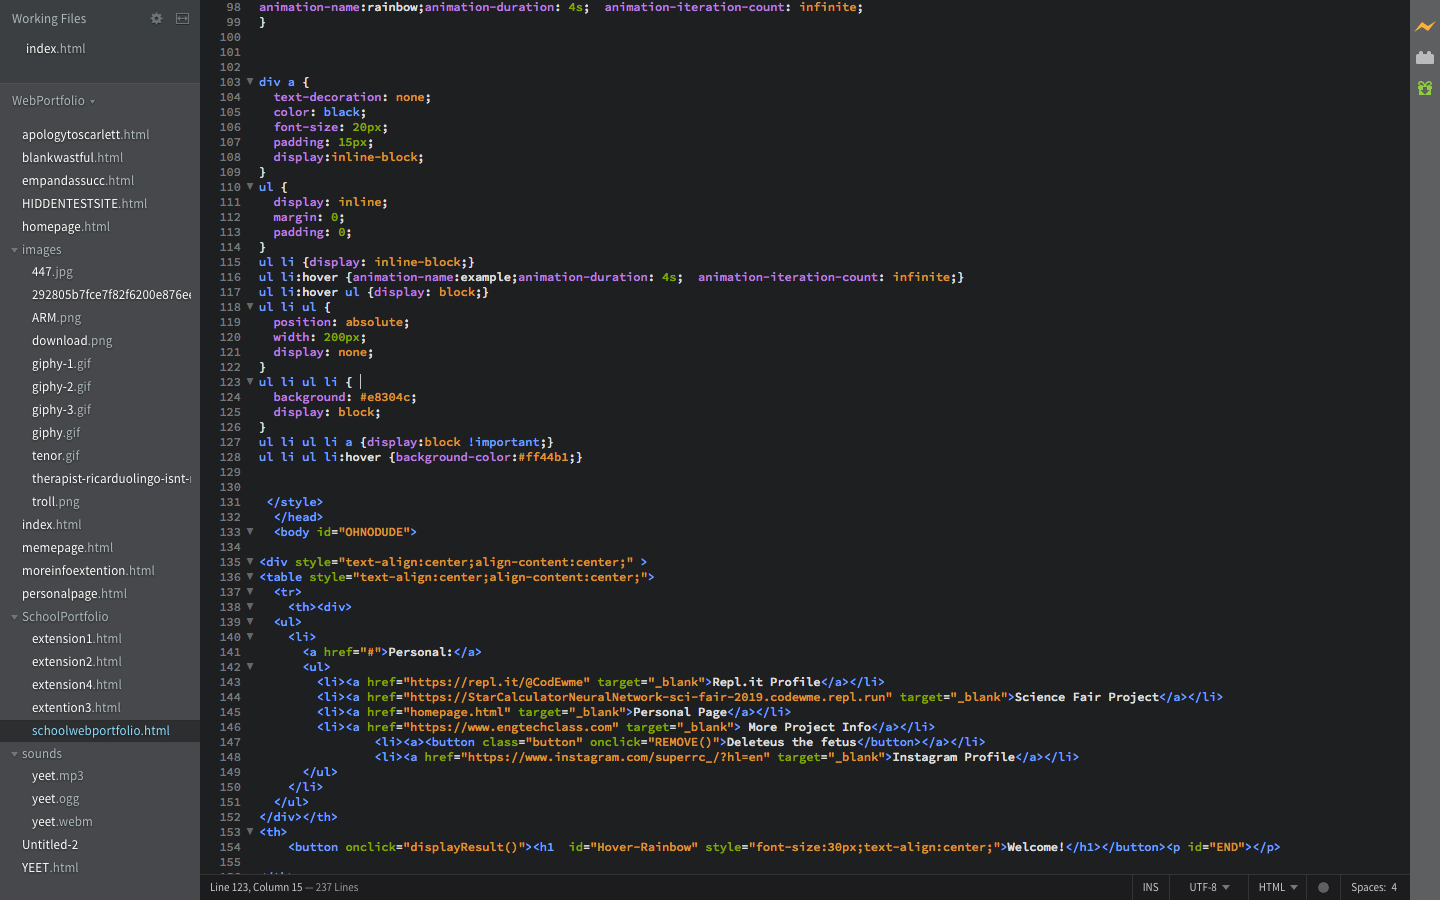 Working Files
index.html
WebPortfolio
apologytoscarlett.html
blankwastful.html
empandassucc.html
HIDDENTESTSITE.html
homepage.html
images
447.jpg
292805b7fce7f82f6200e876e
ARM.png
download.png
giphy-1.gif
giphy-2.gif
giphy-3.gif
giphy.gif
tenor.gif
therapist-ricarduolingo-isnt-
troll.png
index.html
memepage.html
moreinfoextention.html
personalpage.html
SchoolPortfolio
extension1.html
extension2.html
extension4.html
extention3.html
schoolwebportfolio.html
sounds
yeet.mp3
yeet.ogg
yeet.webm
Untitled-2
YEET.html
98 animation-name:rainbow;animation-duration: 4s;  animation-iteration-count: infinite;
99 }
100
101
102
103 div a {
104   text-decoration: none;
105   color: black;
106   font-size: 20px;
107   padding: 15px;
108   display:inline-block;
109 }
110 ul {
111   display: inline;
112   margin: 0;
113   padding: 0;
114 }
115 ul li {display: inline-block;}
116 ul li:hover {animation-name:example;animation-duration: 4s;  animation-iteration-count: infinite;}
117 ul li:hover ul {display: block;}
118 ul li ul {
119   position: absolute;
120   width: 200px;
121   display: none;
122 }
123 ul li ul li {
124   background: #e8304c;
125   display: block;
126 }
127 ul li ul li a {display:block !important;}
128 ul li ul li:hover {background-color:#ff44b1;}
129
130
131  </style>
132   </head>
133   <body id="OHNODUDE">
134
135 <div style="text-align:center;align-content:center;" >
136 <table style="text-align:center;align-content:center;">
137   <tr>
138     <th><div>
139   <ul>
140     <li>
141       <a href="#">Personal:</a>
142       <ul>
143         <li><a href="https://repl.it/@CodEwme" target="_blank">Repl.it Profile</a></li>
144         <li><a href="https://StarCalculatorNeuralNetwork-sci-fair-2019.codewme.repl.run" target="_blank">Science Fair Project</a></li>
145         <li><a href="homepage.html" target="_blank">Personal Page</a></li>
146         <li><a href="https://www.engtechclass.com" target="_blank"> More Project Info</a></li>
147                 <li><a><button class="button" onclick="REMOVE()">Deleteus the fetus</button></a></li>
148                 <li><a href="https://www.instagram.com/superrc_/?hl=en" target="_blank">Instagram Profile</a></li>
149       </ul>
150     </li>
151   </ul>
152 </div></th>
153 <th>
154     <button onclick="displayResult()"><h1  id="Hover-Rainbow" style="font-size:30px;text-align:center;">Welcome!</h1></button><p id="END"></p>
155
Line 123, Column 15 — 237 Lines
INS
UTF-8
HTML
Spaces: 4